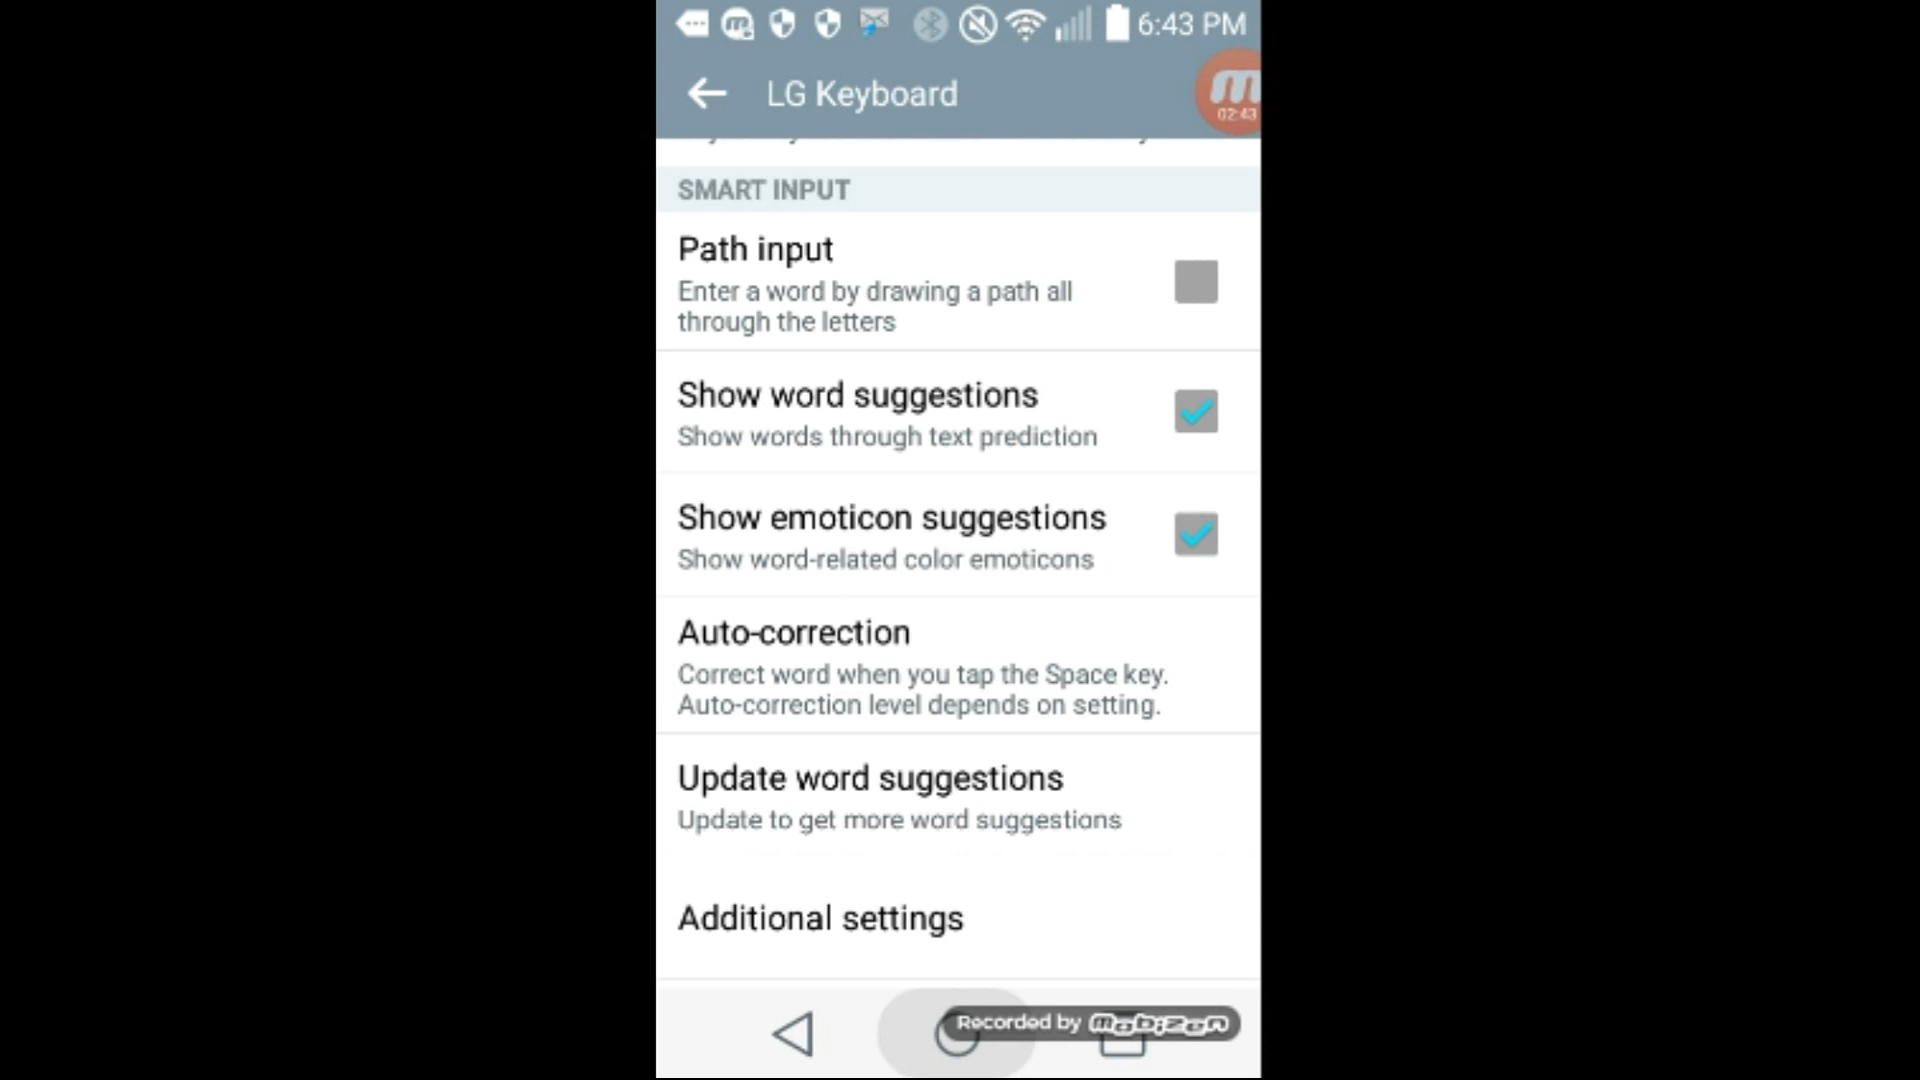 6:43 PM
LG Keyboard
02:43
SMART INPUT
Path input
Enter a word by drawing a path all
through the letters
Show word suggestions
Show words through text prediction
Show emoticon suggestions
Show word-related color emoticons
Auto-correction
Correct word when you tap the Space key.
Auto-correction level depends on setting.
Update word suggestions
Update to get more word suggestions
Additional settings
Recorded by mobizen